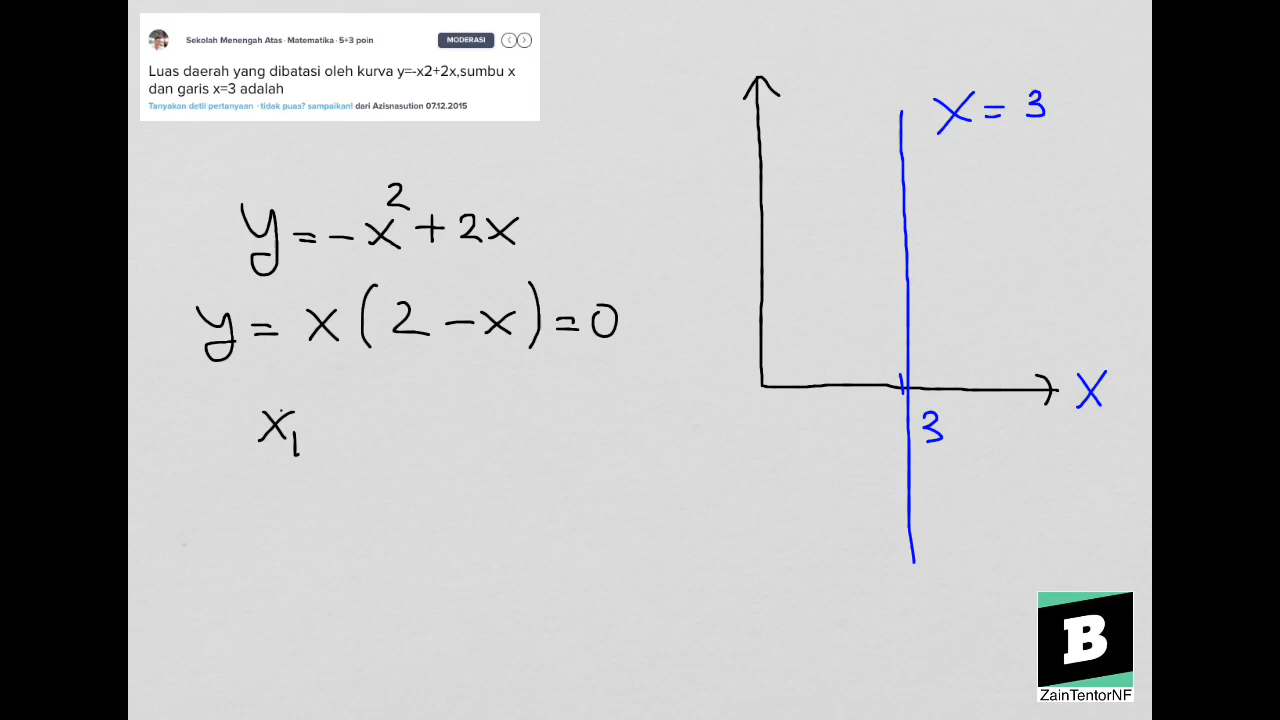 Sekolah Menengah Atas · Matematika · 5+3 poin
MODERASI
Luas daerah yang dibatasi oleh kurva y=-x2+2x,sumbu x
dan garis x=3 adalah
Tanyakan detil pertanyaan · tidak puas? sampaikan! dari Azisnasution 07.12.2015
y = -x² + 2x
y = x(2 - x) = 0
x₁
X = 3
X
3
B
ZainTentorNF